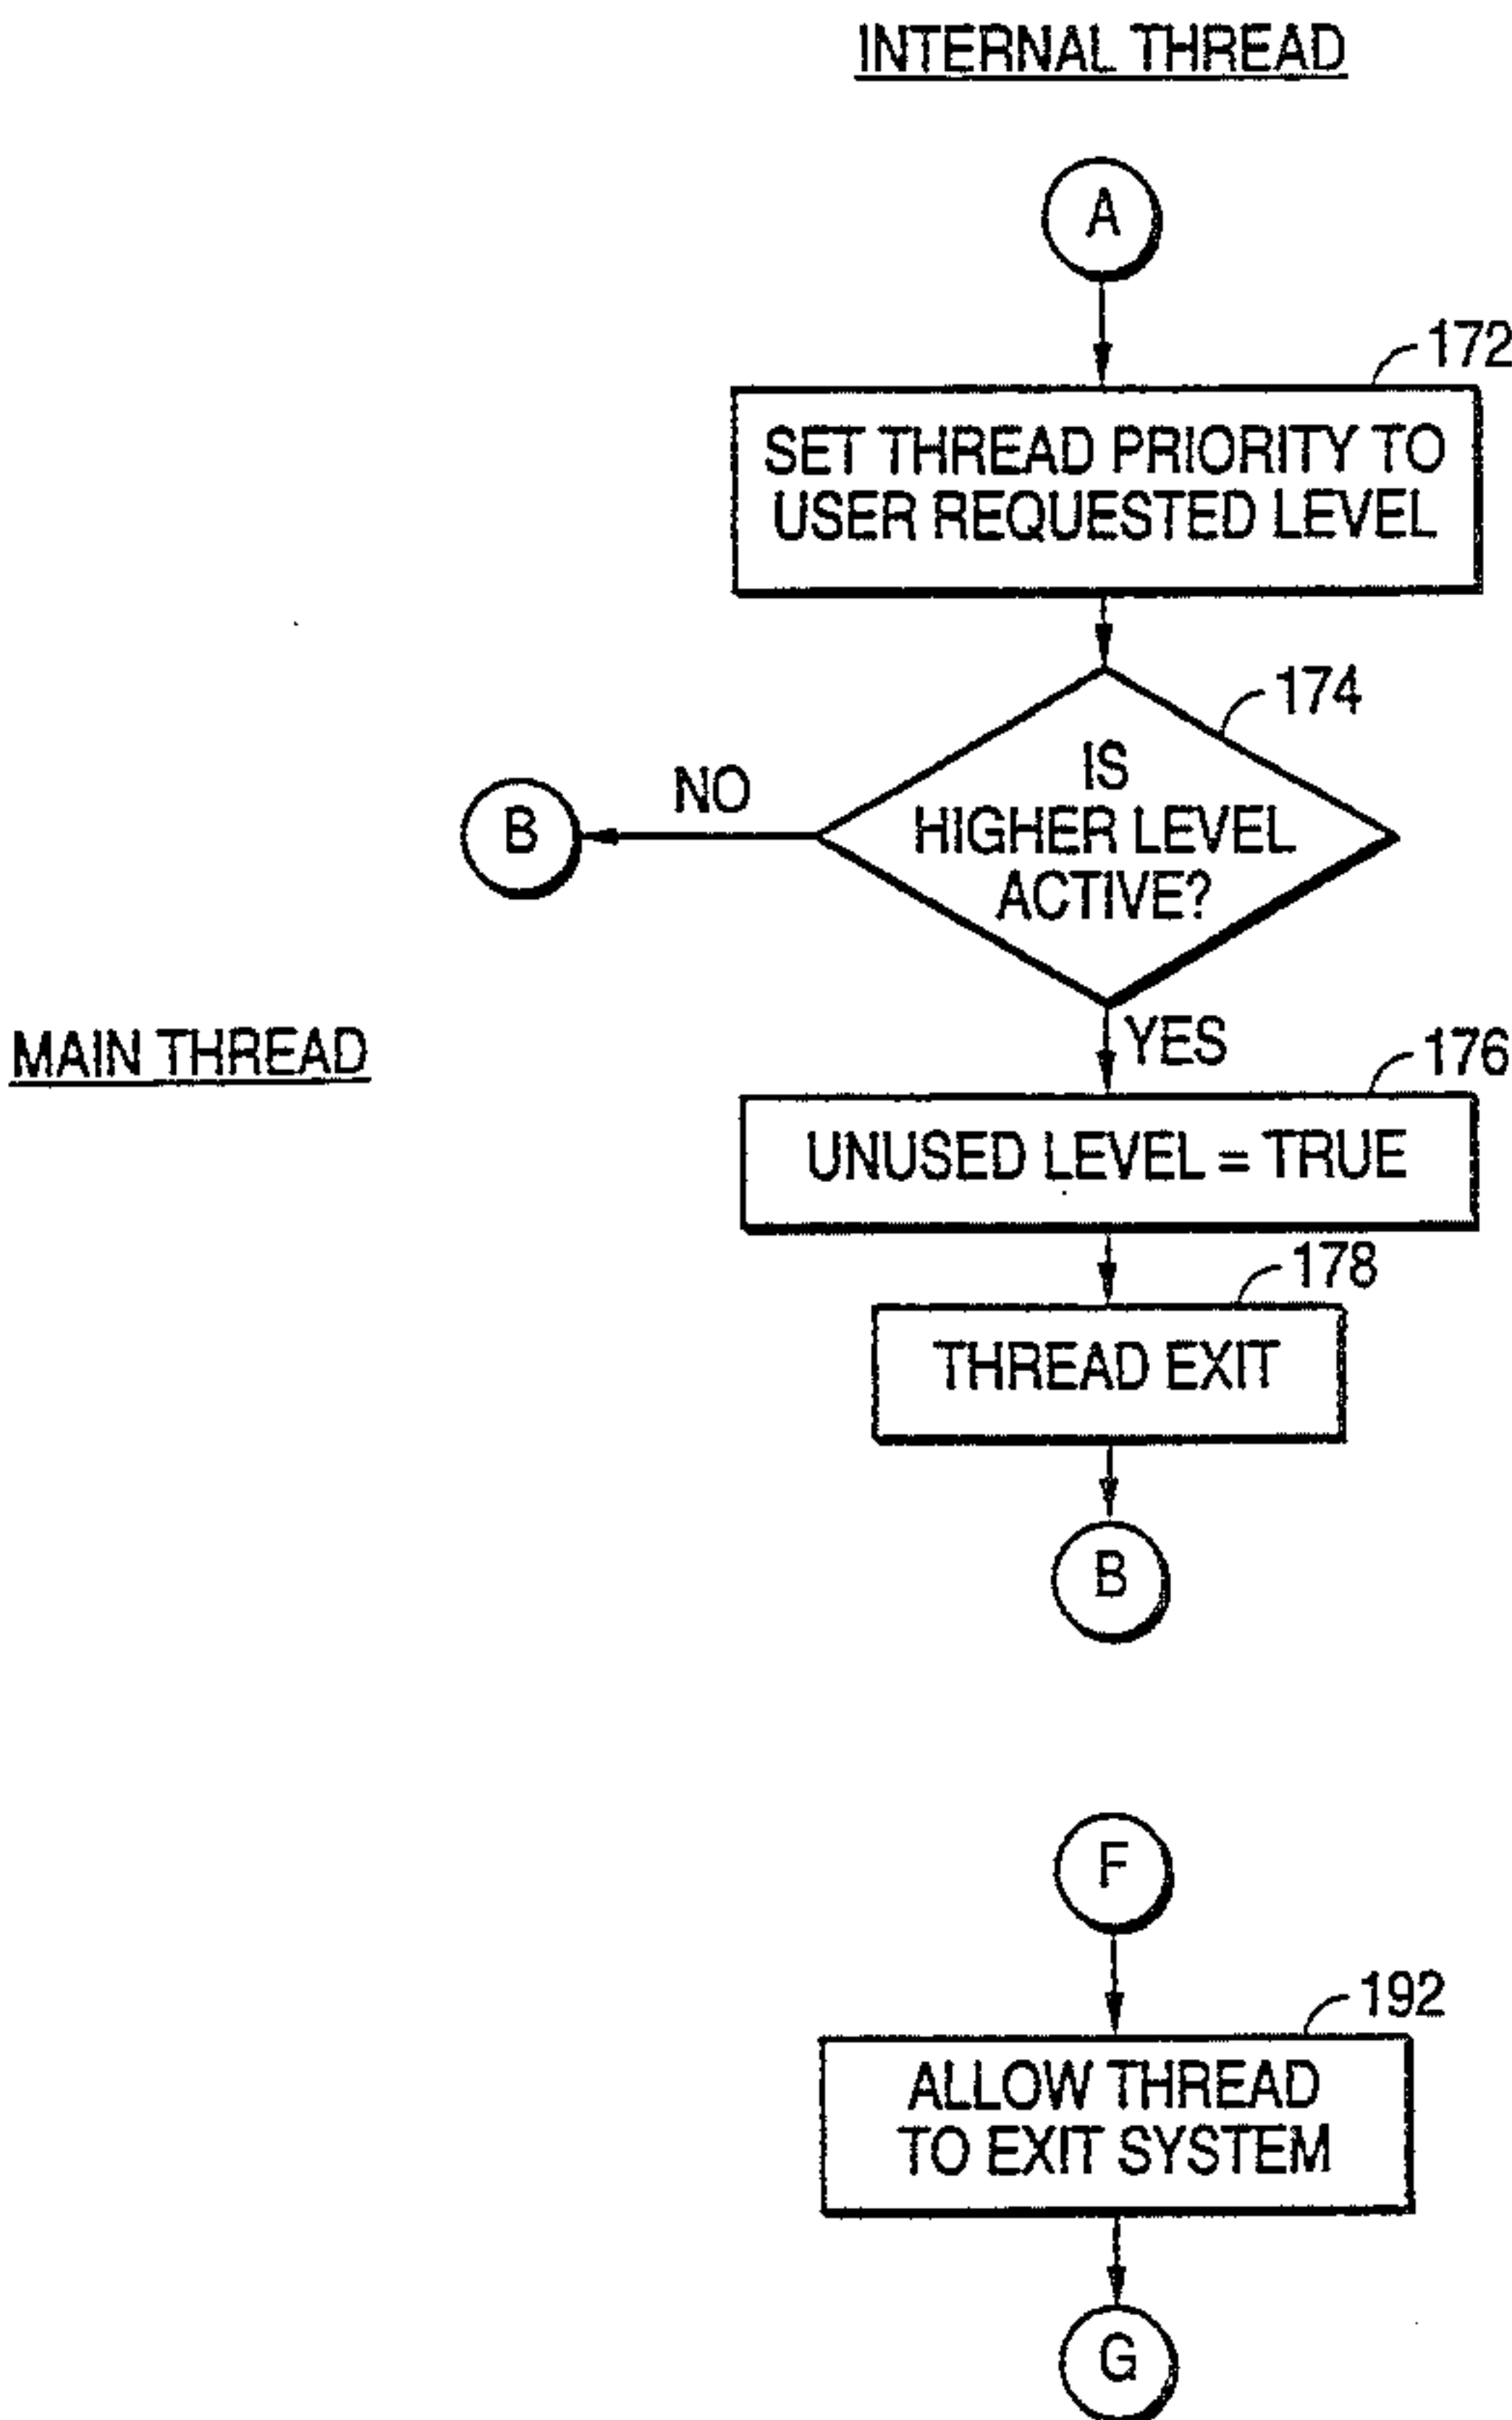 INTERNAL THREAD
A
172
SET THREAD PRIORITY TO
USER REQUESTED LEVEL
174
IS
HIGHER LEVEL
ACTIVE?
NO
B
YES
MAIN THREAD
176
UNUSED LEVEL = TRUE
178
THREAD EXIT
B
F
192
ALLOW THREAD
TO EXIT SYSTEM
G